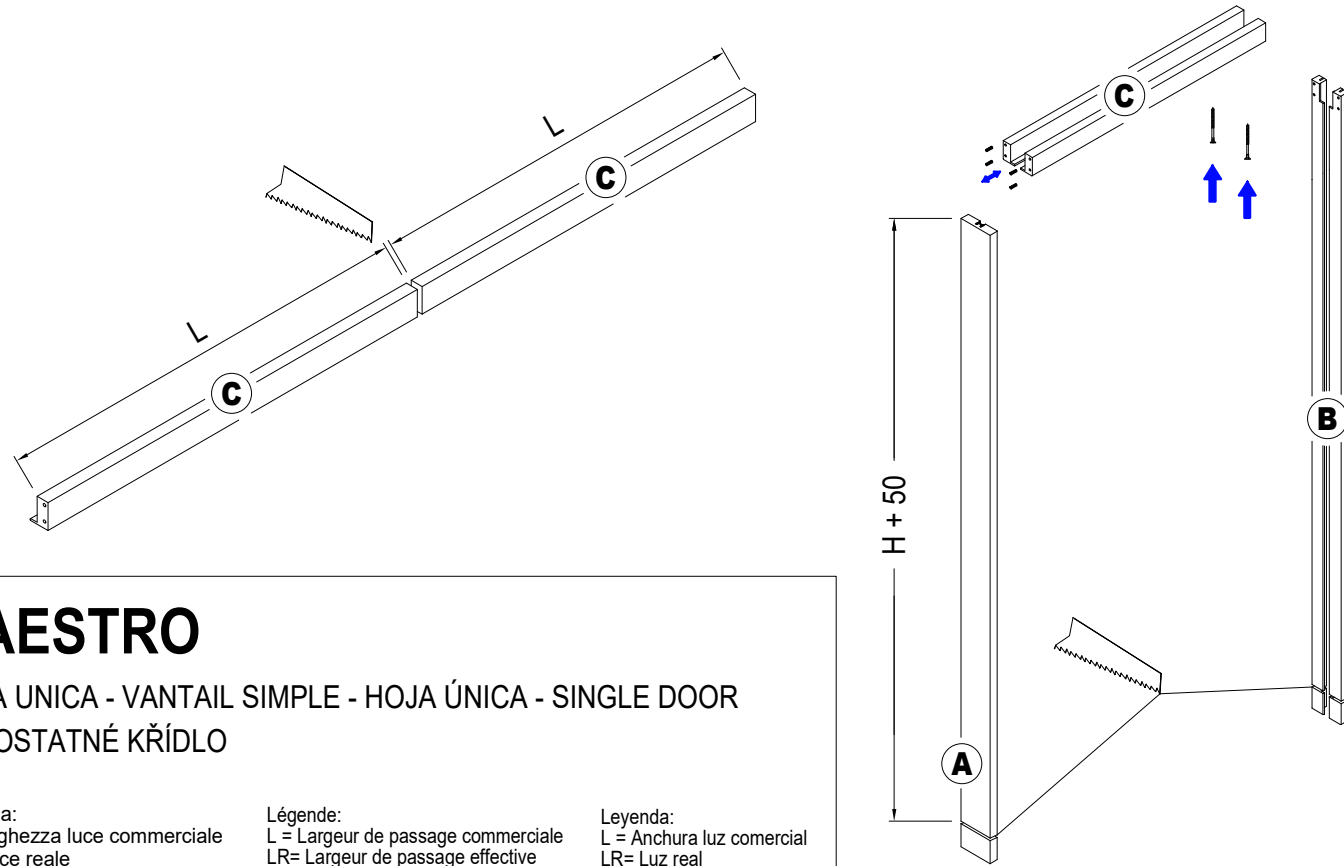 L
C
L
C
C
B
H + 50
A
AESTRO
A UNICA - VANTAIL SIMPLE - HOJA ÚNICA - SINGLE DOOR
OSTATNÉ KŘÍDLO
a:
ghezza luce commerciale
ce reale
Légende:
L = Largeur de passage commerciale
LR= Largeur de passage effective
Leyenda:
L = Anchura luz comercial
LR= Luz real